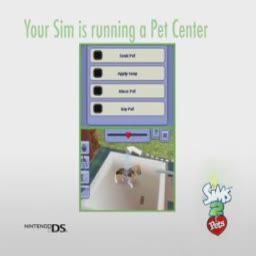 Your Sim is running a Pet Center
Soak Pet
Apply Soap
Rinse Pet
Dry Pet
THE SIMS
2
Pets
NINTENDO DS